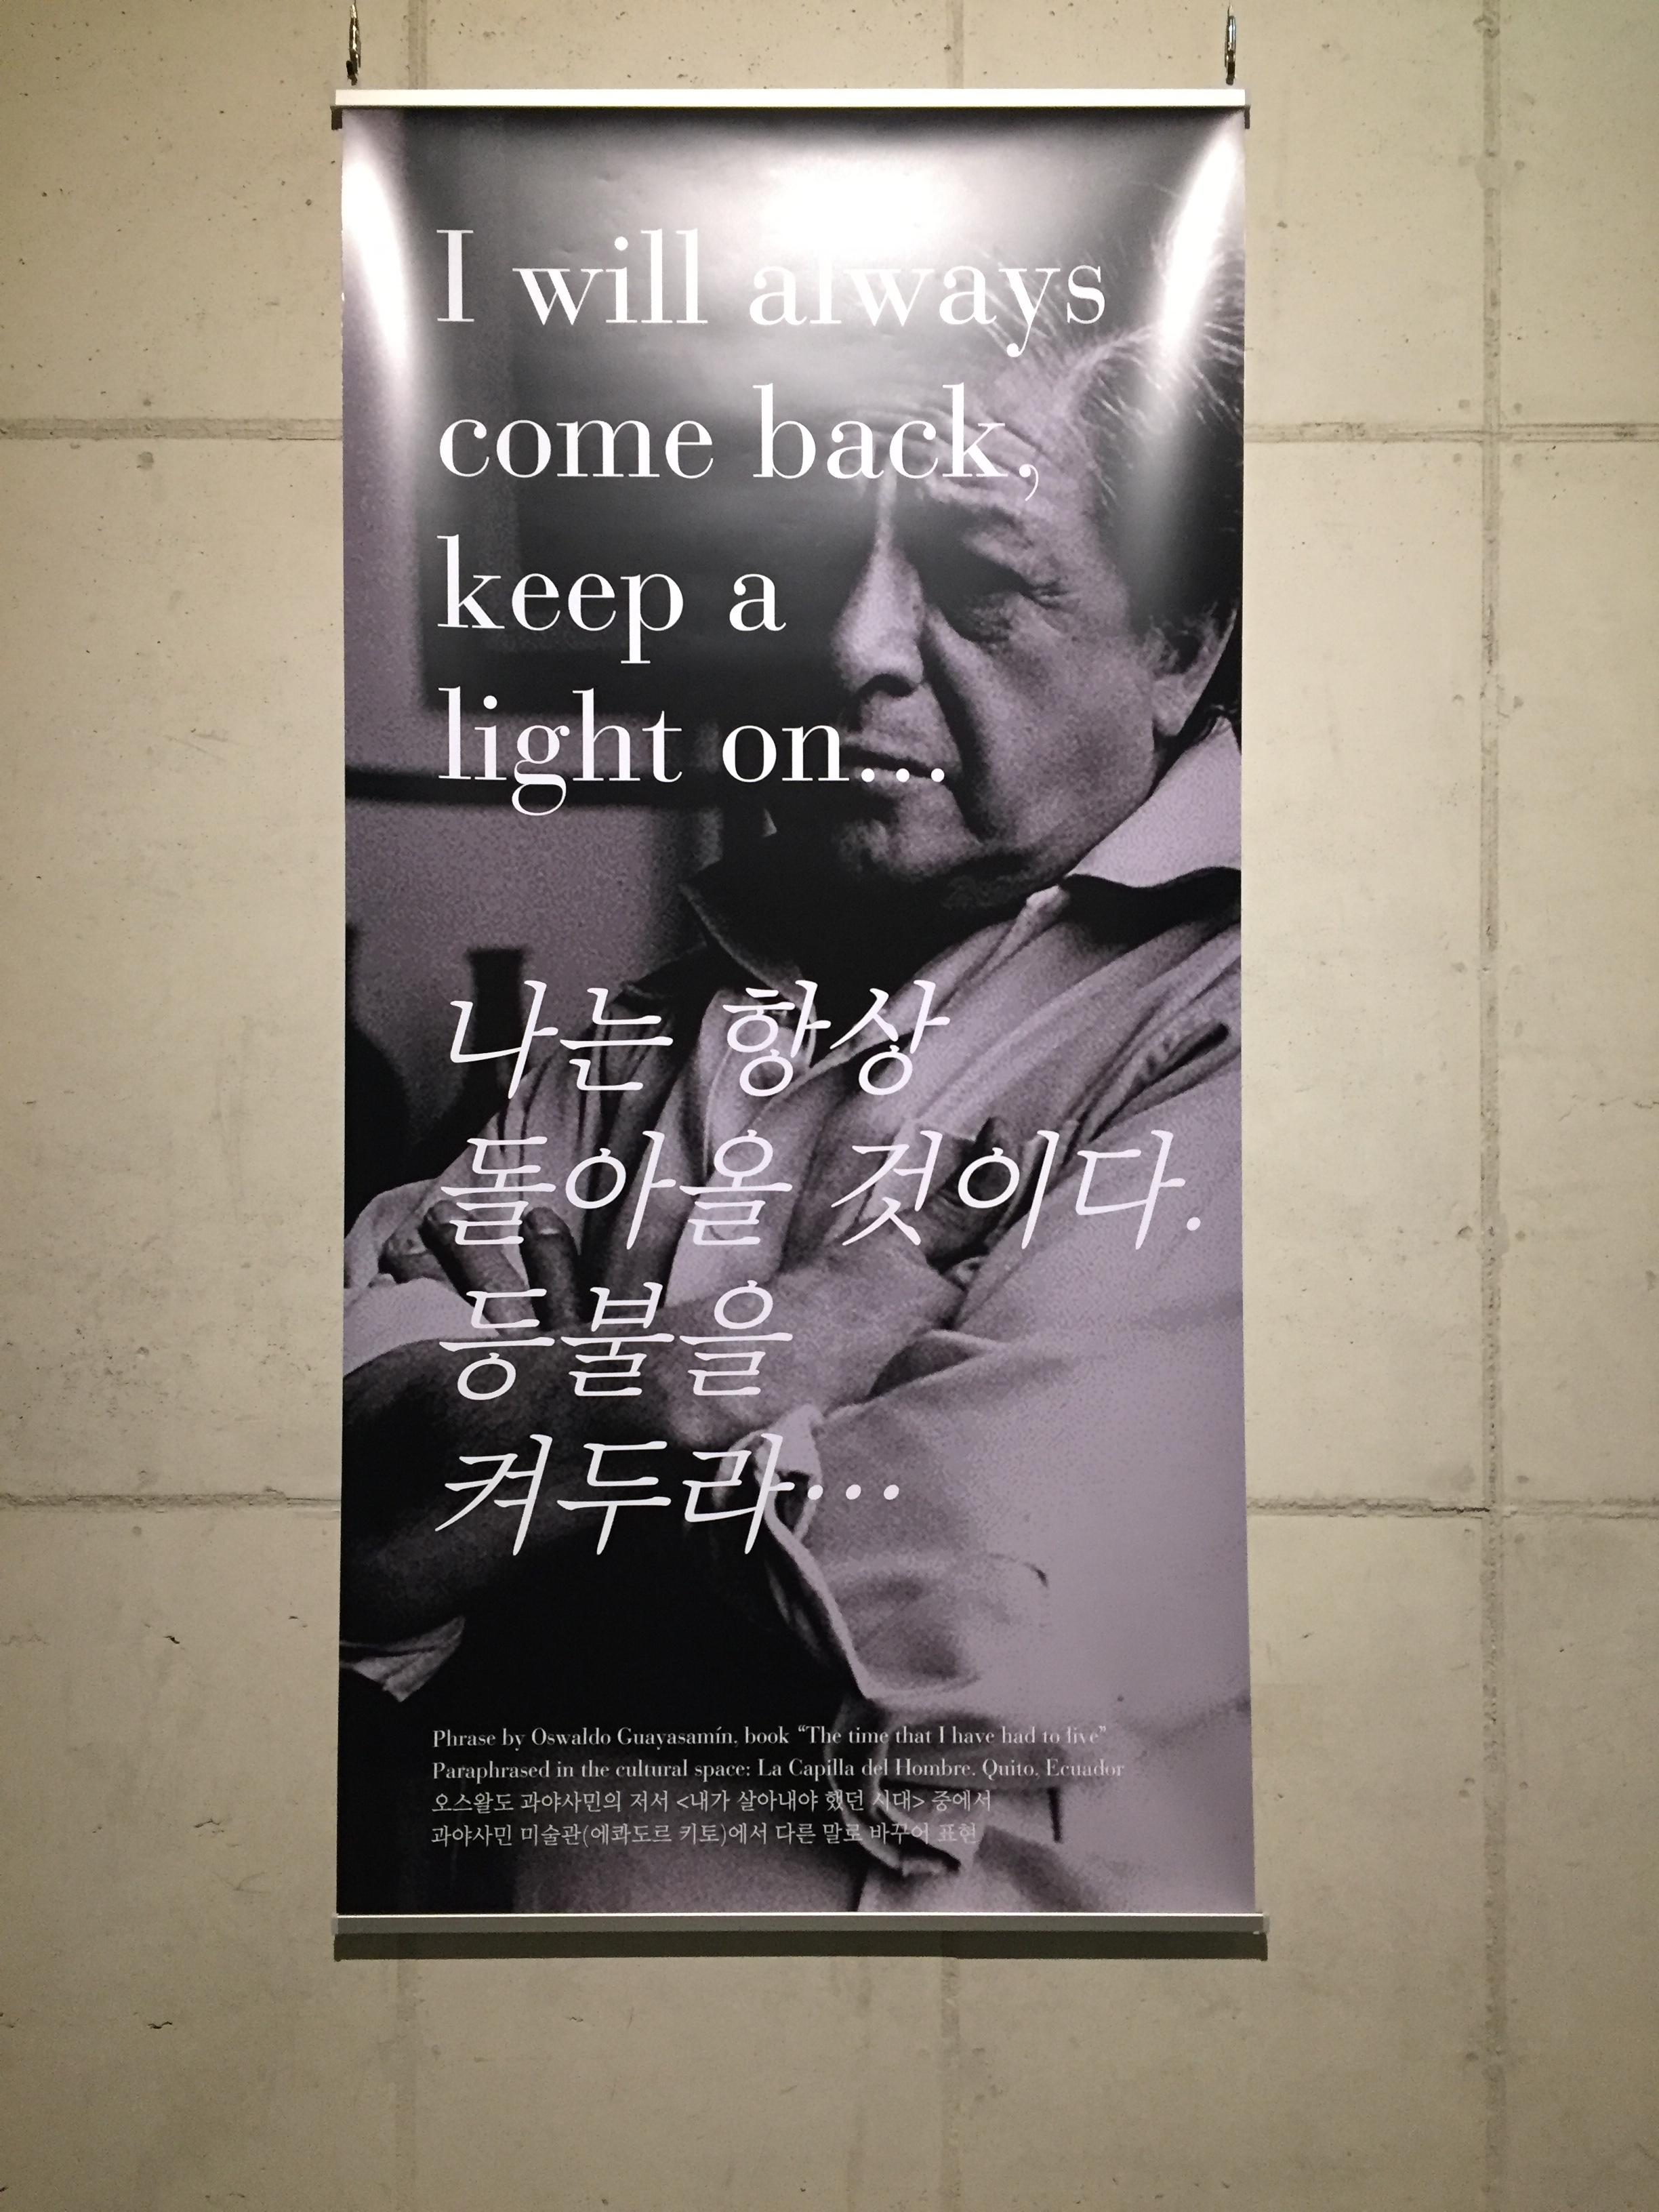 I will always
come back,
keep a
light on...
나는 항상
돌아올 것이다.
등불을
켜두라…
Phrase by Oswaldo Guayasamín, book “The time that I have had to live”
Paraphrased in the cultural space: La Capilla del Hombre. Quito, Ecuador
오스왈도 과야사민의 저서 <내가 살아내야 했던 시대> 중에서
과야사민 미술관(에콰도르 키토)에서 다른 말로 바꾸어 표현